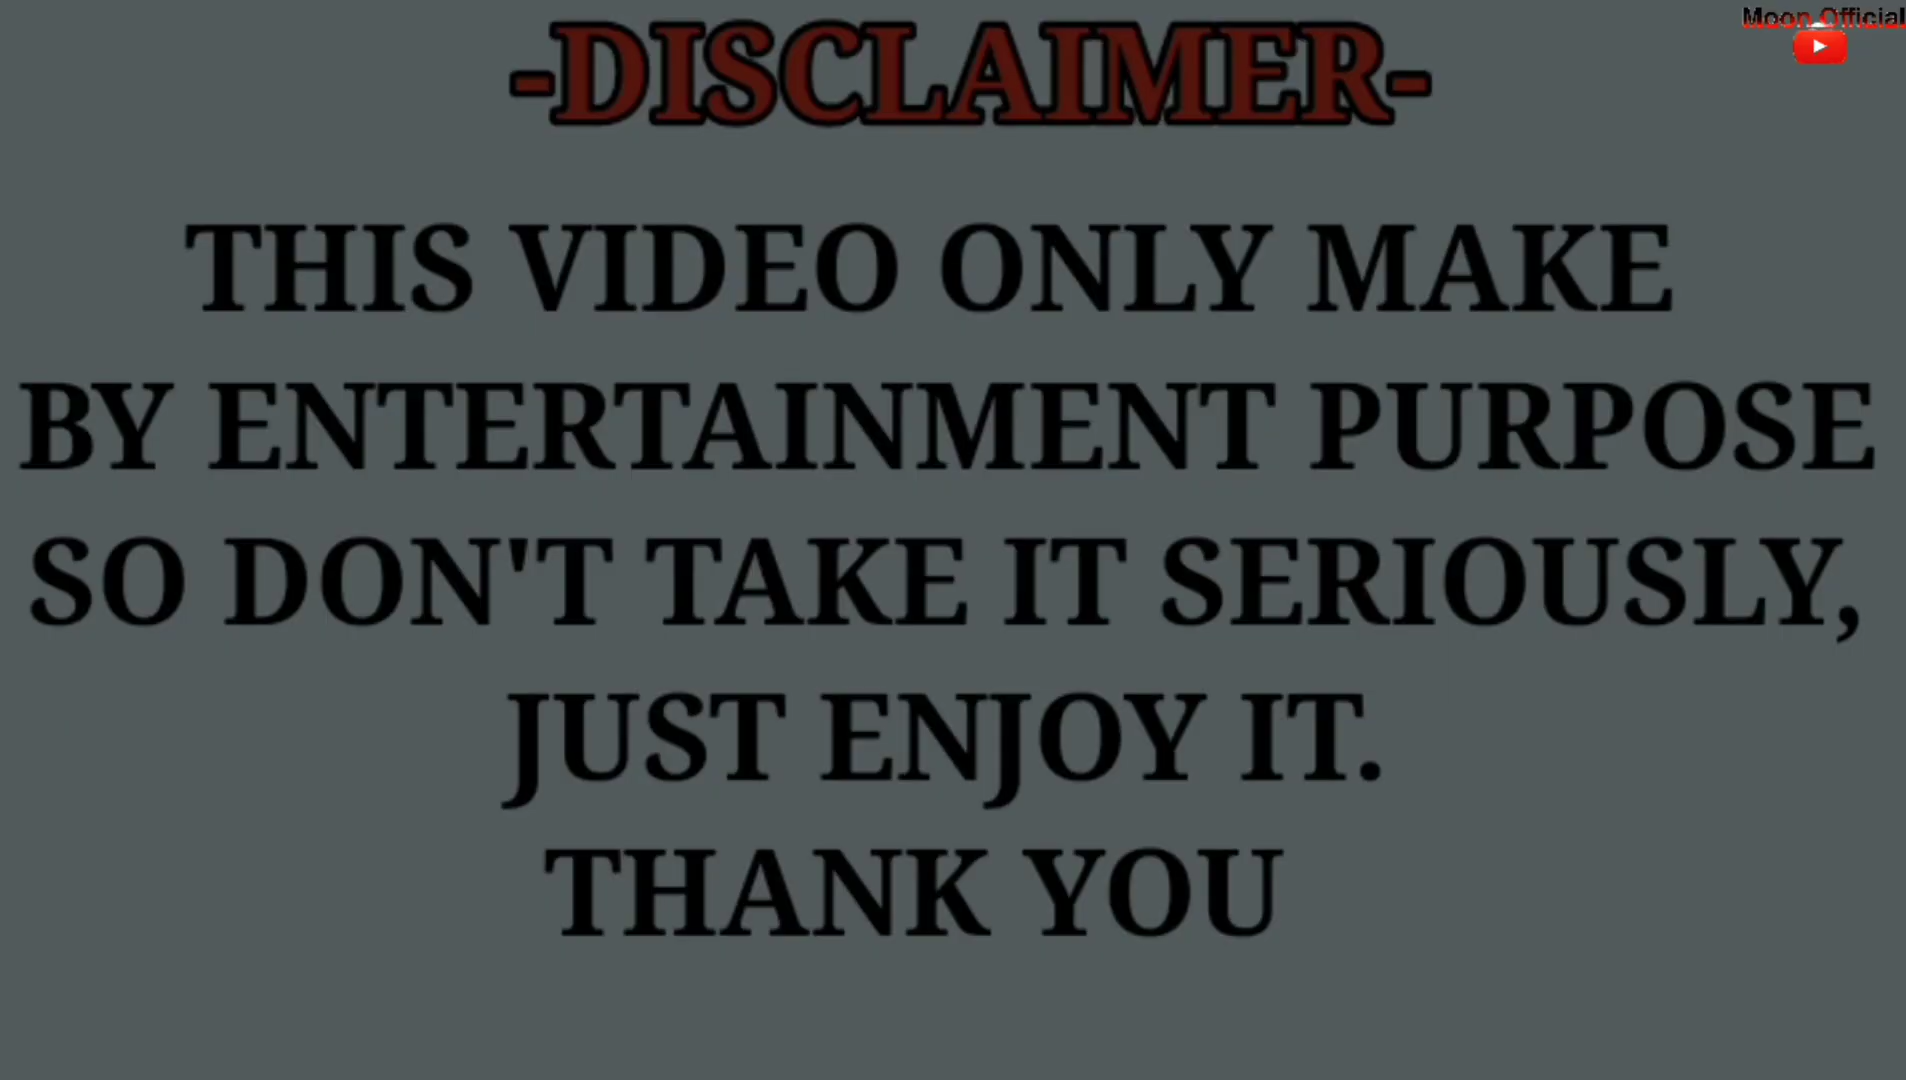 Moon Official
-DISCLAIMER-
THIS VIDEO ONLY MAKE
BY ENTERTAINMENT PURPOSE
SO DON'T TAKE IT SERIOUSLY,
JUST ENJOY IT.
THANK YOU